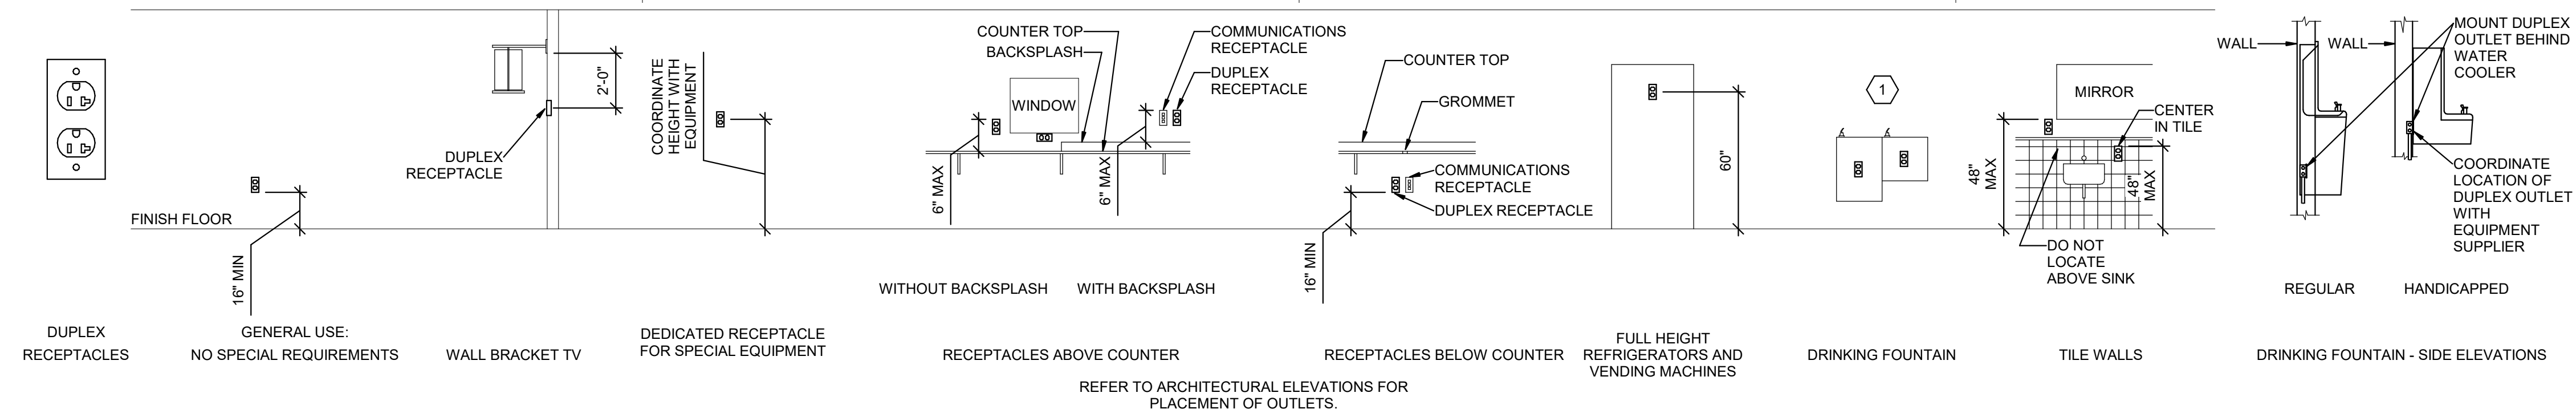 DUPLEX
RECEPTACLES
FINISH FLOOR
16" MIN
GENERAL USE:
NO SPECIAL REQUIREMENTS
2'-0"
DUPLEX
RECEPTACLE
WALL BRACKET TV
COORDINATE
HEIGHT WITH
EQUIPMENT
DEDICATED RECEPTACLE
FOR SPECIAL EQUIPMENT
COUNTER TOP
BACKSPLASH
COMMUNICATIONS
RECEPTACLE
DUPLEX
RECEPTACLE
WINDOW
6" MAX
6" MAX
WITHOUT BACKSPLASH
WITH BACKSPLASH
RECEPTACLES ABOVE COUNTER
COUNTER TOP
GROMMET
COMMUNICATIONS
RECEPTACLE
DUPLEX RECEPTACLE
16" MIN
RECEPTACLES BELOW COUNTER
REFER TO ARCHITECTURAL ELEVATIONS FOR
PLACEMENT OF OUTLETS.
60"
FULL HEIGHT
REFRIGERATORS AND
VENDING MACHINES
1
DRINKING FOUNTAIN
MIRROR
CENTER
IN TILE
48"
MAX
48"
MAX
DO NOT
LOCATE
ABOVE SINK
TILE WALLS
WALL
WALL
MOUNT DUPLEX
OUTLET BEHIND
WATER
COOLER
COORDINATE
LOCATION OF
DUPLEX OUTLET
WITH
EQUIPMENT
SUPPLIER
REGULAR
HANDICAPPED
DRINKING FOUNTAIN - SIDE ELEVATIONS